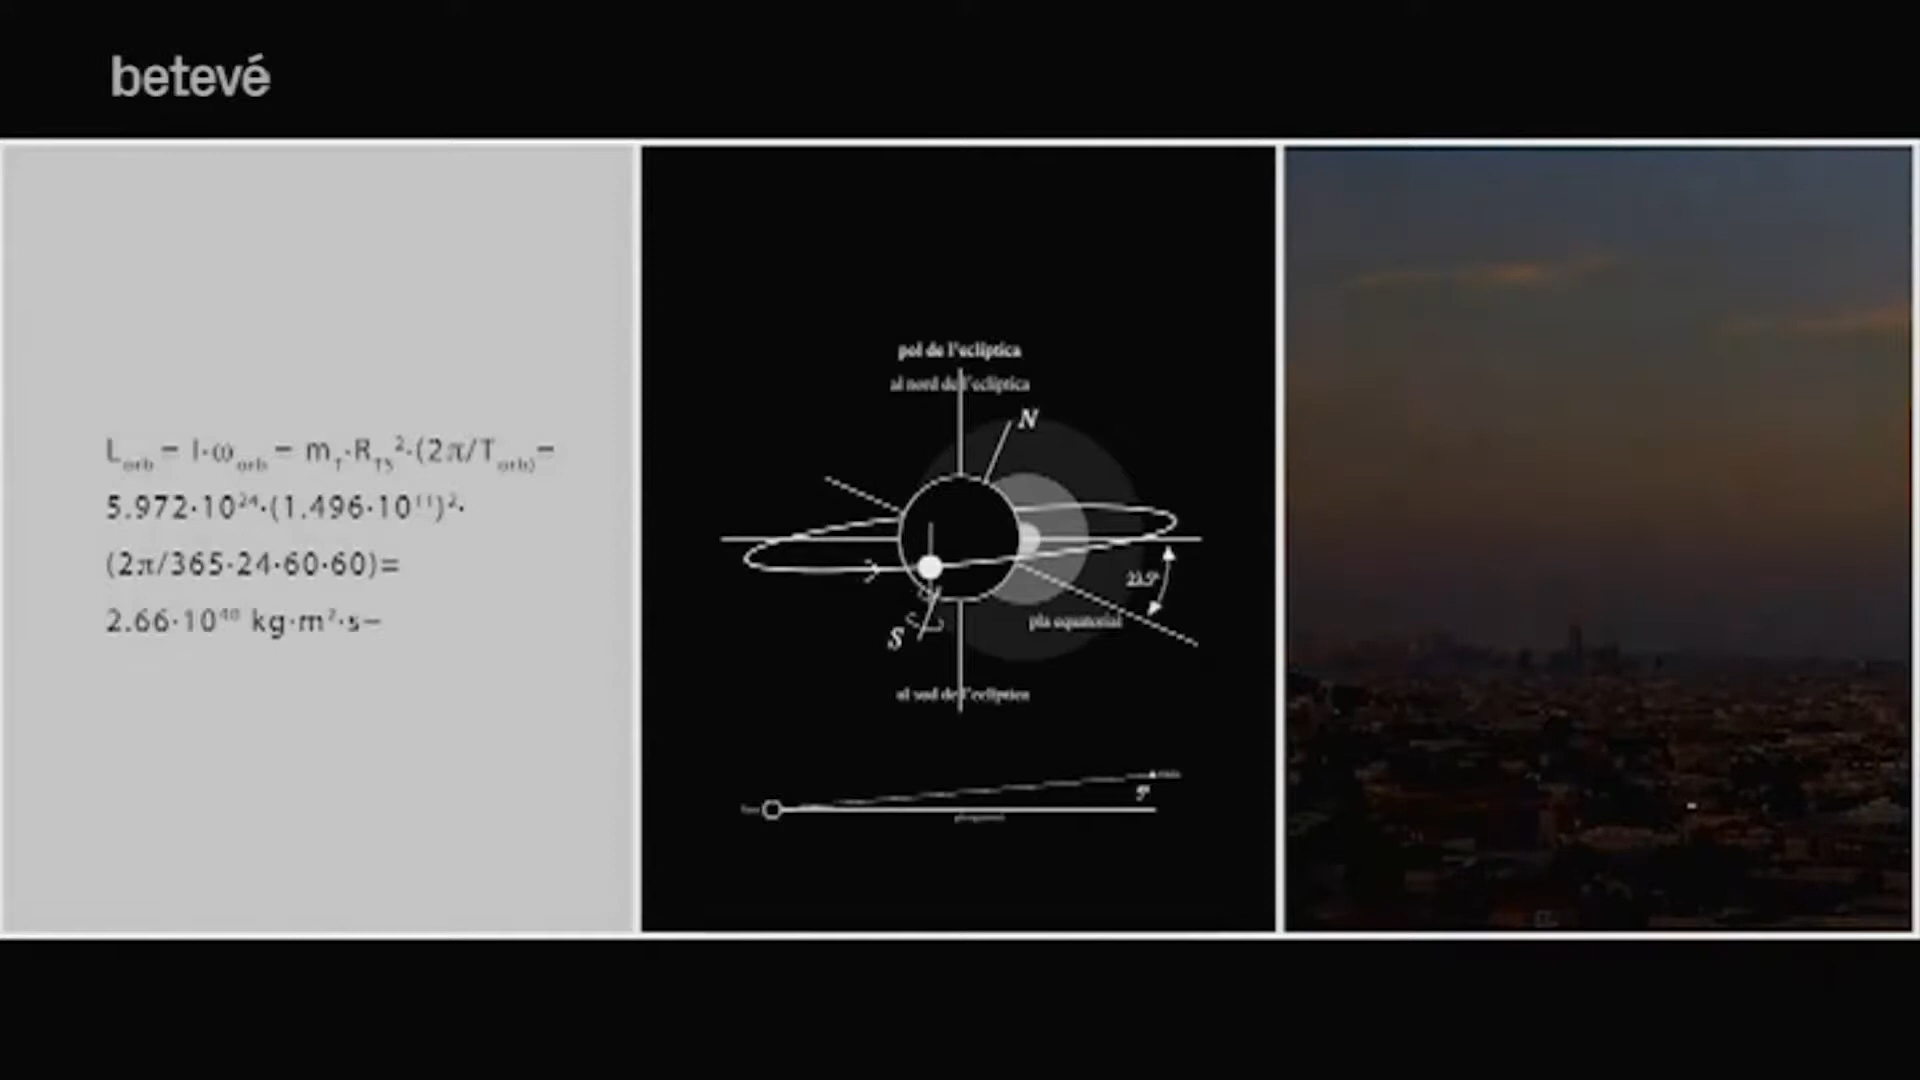 betevé
L_orb = I·ω_orb = m_T·R_TS²·(2π/T_orb)=
5.972·10²⁴·(1.496·10¹¹)²·
(2π/365·24·60·60)=
2.66·10⁴⁰ kg·m²·s−
pol de l'eclíptica
al nord de l'eclíptica
N
23.5º
pla equatorial
S
al sud de l'eclíptica
5º